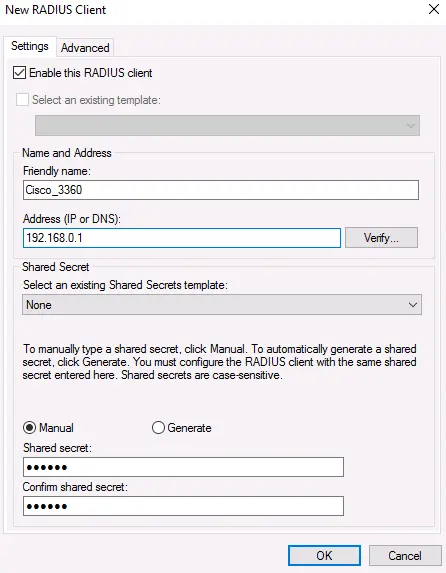 New RADIUS Client
Settings
Advanced
Enable this RADIUS client
Select an existing template:
Name and Address
Friendly name:
Cisco_3360
Address (IP or DNS):
192.168.0.1
Verify...
Shared Secret
Select an existing Shared Secrets template:
None
To manually type a shared secret, click Manual. To automatically generate a shared
secret, click Generate. You must configure the RADIUS client with the same shared
secret entered here. Shared secrets are case-sensitive.
Manual
Generate
Shared secret:
••••••
Confirm shared secret:
••••••
OK
Cancel